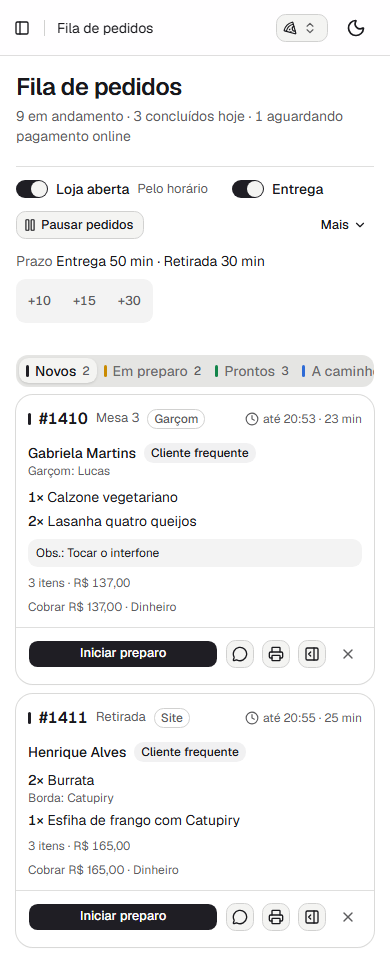 Fila de pedidos
Fila de pedidos
9 em andamento · 3 concluídos hoje · 1 aguardando
pagamento online
Loja aberta Pelo horário Entrega
Pausar pedidos Mais
Prazo Entrega 50 min · Retirada 30 min
+10 +15 +30
Novos 2 Em preparo 2 Prontos 3 A caminho
#1410 Mesa 3 Garçom até 20:53 · 23 min
Gabriela Martins Cliente frequente
Garçom: Lucas
1× Calzone vegetariano
2× Lasanha quatro queijos
Obs.: Tocar o interfone
3 itens · R$ 137,00
Cobrar R$ 137,00 · Dinheiro
Iniciar preparo
#1411 Retirada Site até 20:55 · 25 min
Henrique Alves Cliente frequente
2× Burrata
Borda: Catupiry
1× Esfiha de frango com Catupiry
3 itens · R$ 165,00
Cobrar R$ 165,00 · Dinheiro
Iniciar preparo